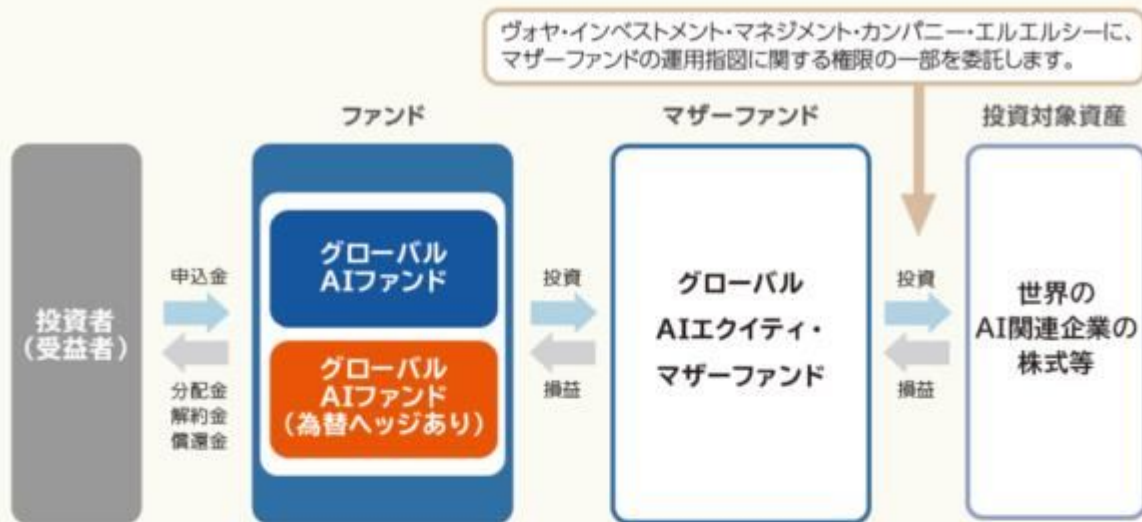 ヴォヤ・インベストメント・マネジメント・カンパニー・エルエルシーに、
マザーファンドの運用指図に関する権限の一部を委託します。
ファンド
マザーファンド
投資対象資産
投資者
(受益者)
申込金
分配金
解約金
償還金
グローバル
AIファンド
グローバル
AIファンド
(為替ヘッジあり)
投資
損益
グローバル
AIエクイティ・
マザーファンド
投資
損益
世界の
AI関連企業の
株式等